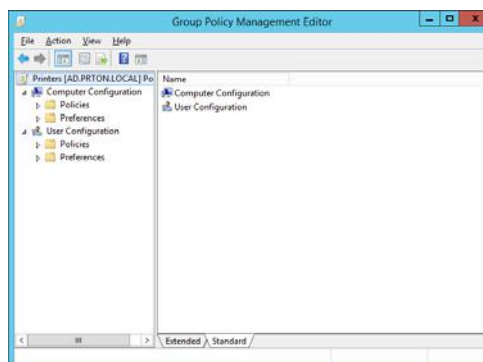 Group Policy Management Editor
File Action View Help
Printers [AD.PRTON.LOCAL] Po
Computer Configuration
Policies
Preferences
User Configuration
Policies
Preferences
Name
Computer Configuration
User Configuration
Extended Standard